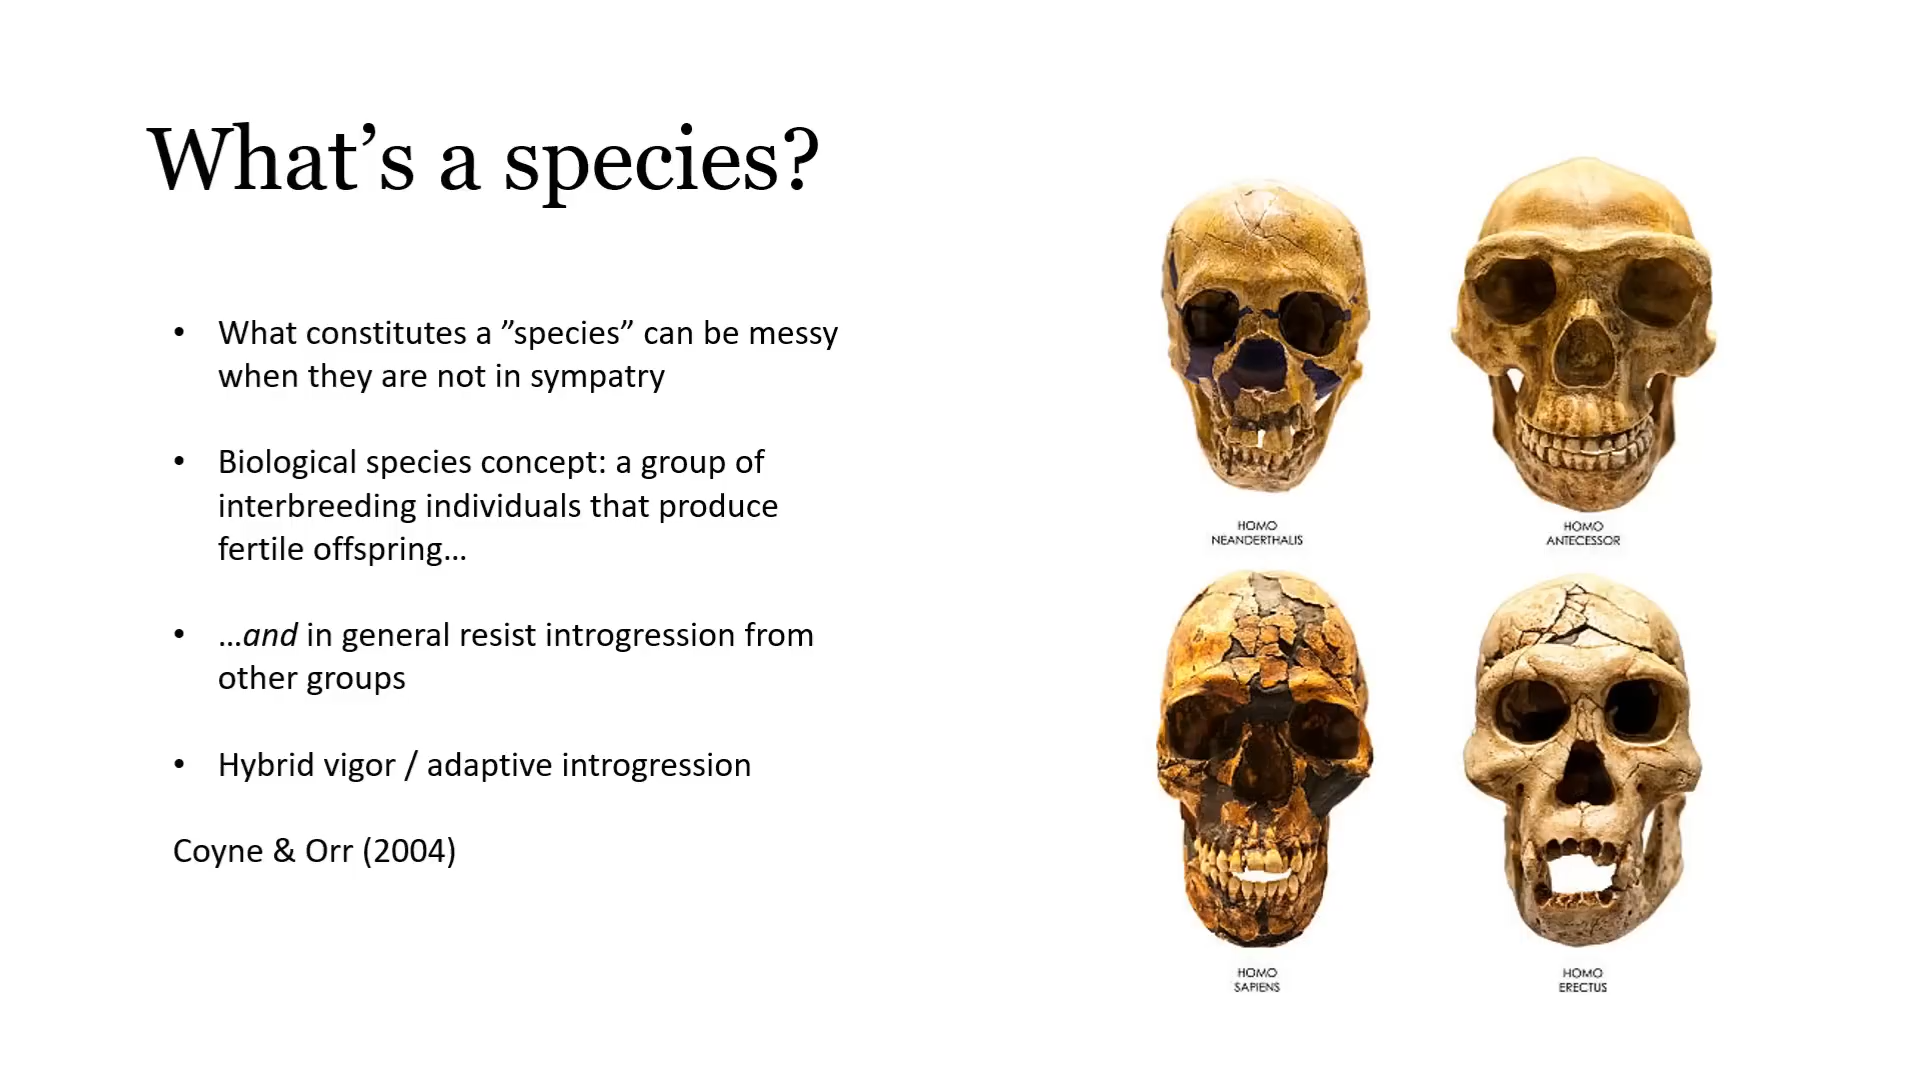 What’s a species?
• What constitutes a ”species” can be messy
when they are not in sympatry
• Biological species concept: a group of
interbreeding individuals that produce
fertile offspring…
• …and in general resist introgression from
other groups
• Hybrid vigor / adaptive introgression
Coyne & Orr (2004)
HOMO
NEANDERTHALIS
HOMO
ANTECESSOR
HOMO
SAPIENS
HOMO
ERECTUS